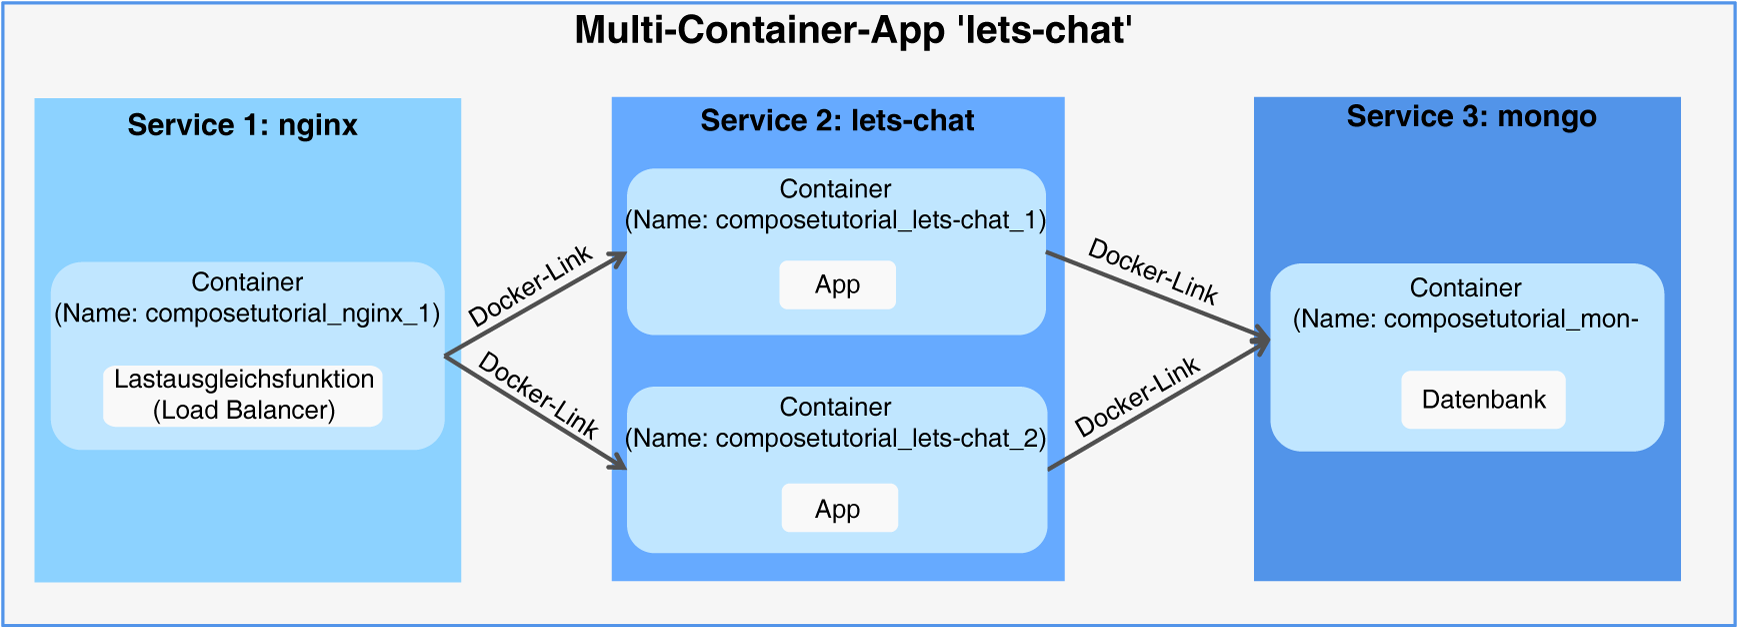 Multi-Container-App 'lets-chat'
Service 1: nginx
Container
(Name: composetutorial_nginx_1)
Lastausgleichsfunktion
(Load Balancer)
Docker-Link
Docker-Link
Service 2: lets-chat
Container
(Name: composetutorial_lets-chat_1)
App
Container
(Name: composetutorial_lets-chat_2)
App
Docker-Link
Docker-Link
Service 3: mongo
Container
(Name: composetutorial_mon-
Datenbank